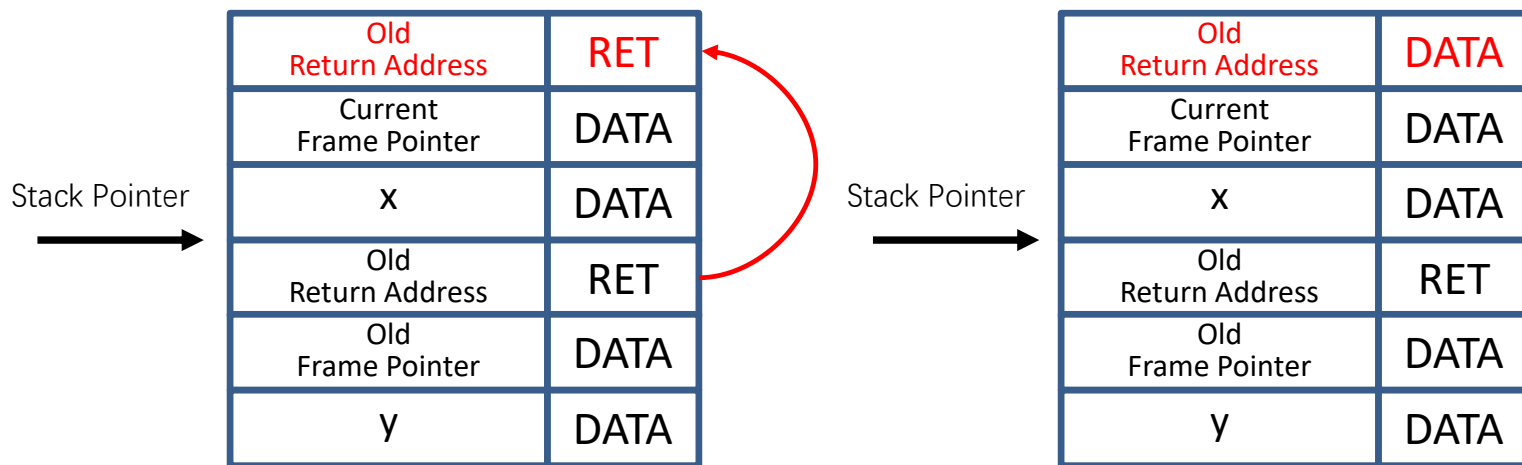 Old
Return Address
RET
Current
Frame Pointer
DATA
Stack Pointer
x
DATA
Old
Return Address
RET
Old
Frame Pointer
DATA
y
DATA
Old
Return Address
DATA
Current
Frame Pointer
DATA
Stack Pointer
x
DATA
Old
Return Address
RET
Old
Frame Pointer
DATA
y
DATA